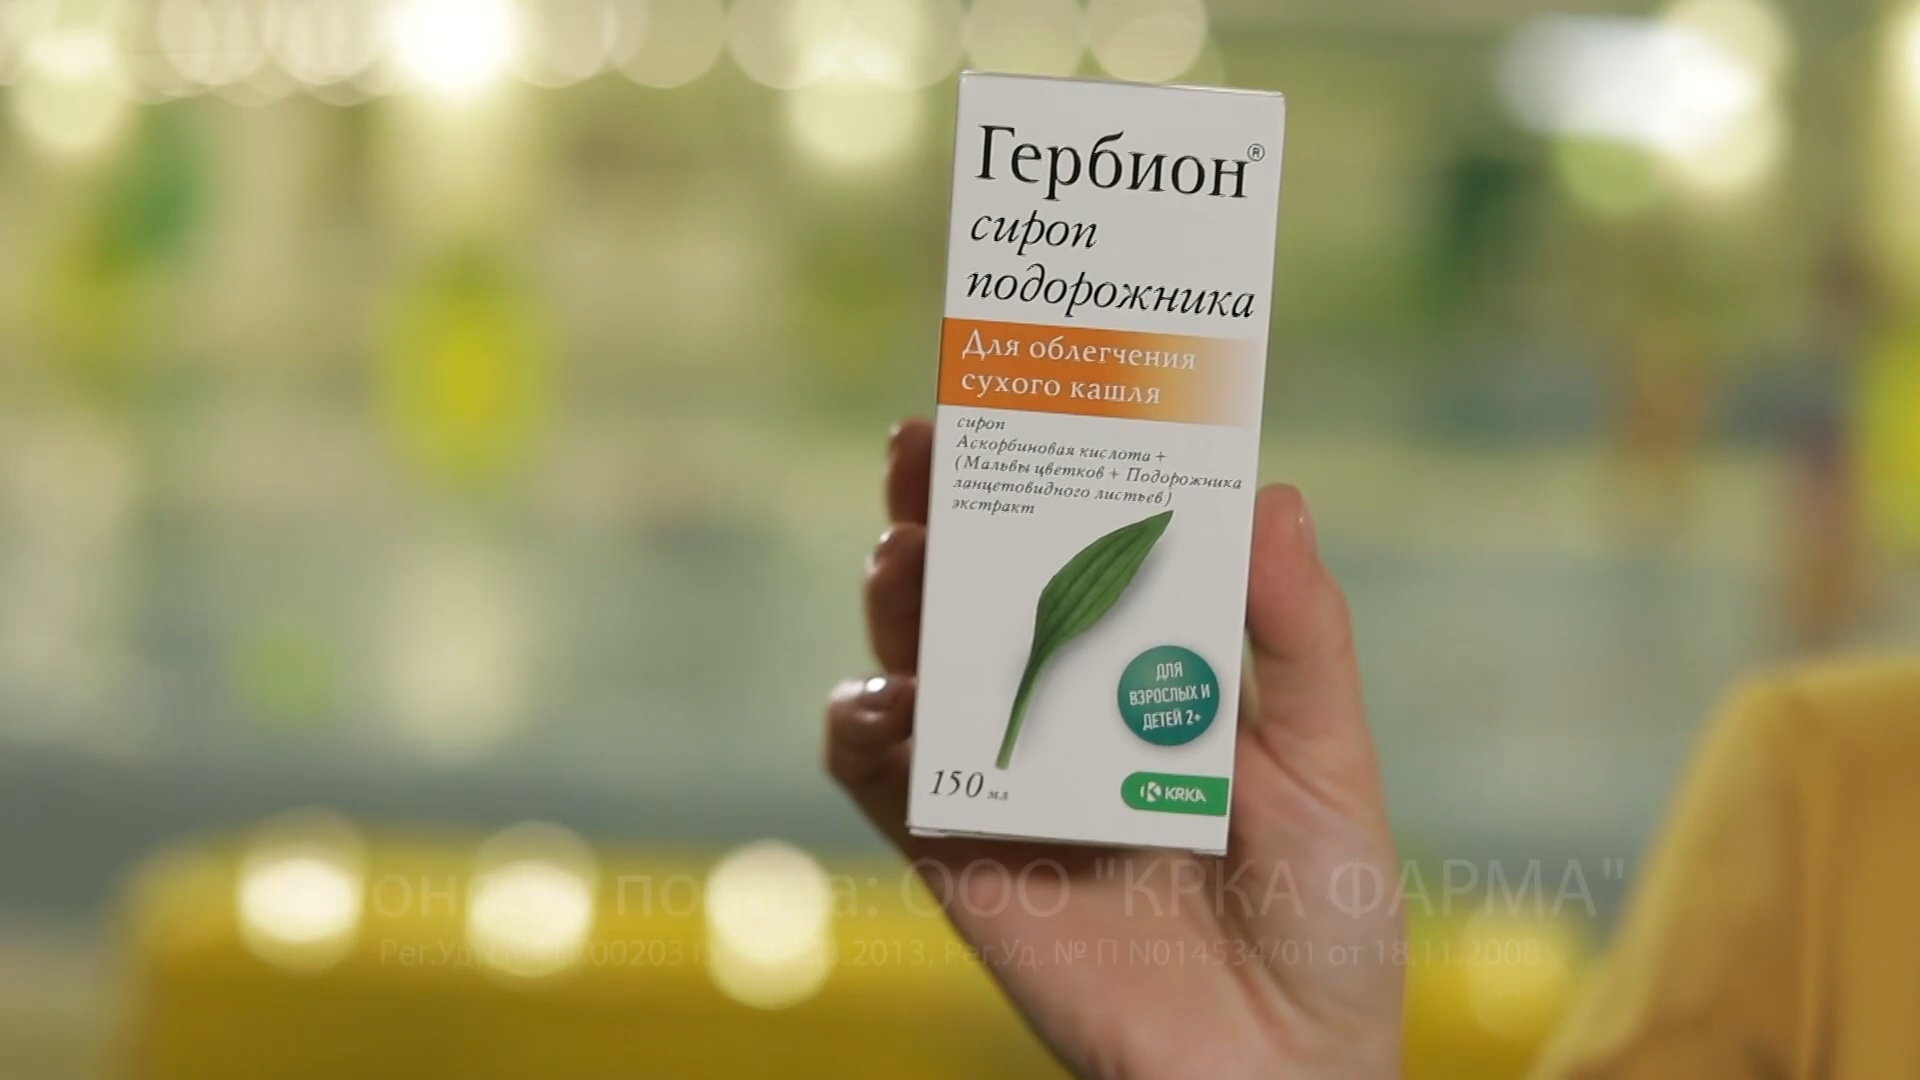 Гербион®
сироп
подорожника
Для облегчения
сухого кашля
сироп
Аскорбиновая кислота +
(Мальвы цветков + Подорожника
ланцетовидного листьев)
экстракт
ДЛЯ
ВЗРОСЛЫХ И
ДЕТЕЙ 2+
150 мл
KRKA
ООО "КРКА ФАРМА"
2013, Рег.Уд. № П N014534/01 от 18.11.2008